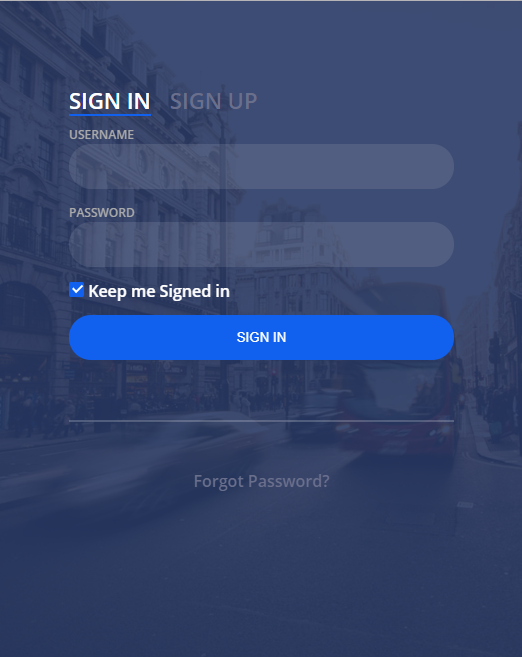 SIGN IN SIGN UP
USERNAME
PASSWORD
Keep me Signed in
SIGN IN
Forgot Password?